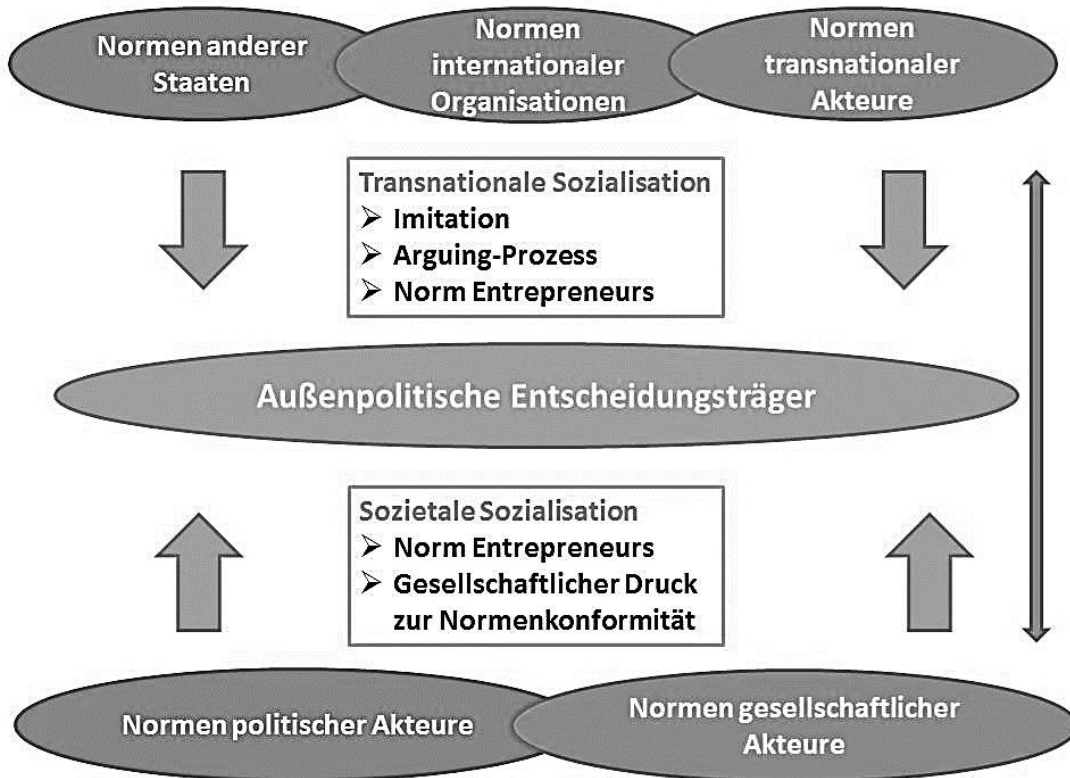 Normen anderer
Staaten
Normen
internationaler
Organisationen
Normen
transnationaler
Akteure
Transnationale Sozialisation
➢ Imitation
➢ Arguing-Prozess
➢ Norm Entrepreneurs
Außenpolitische Entscheidungsträger
Sozietale Sozialisation
➢ Norm Entrepreneurs
➢ Gesellschaftlicher Druck
zur Normenkonformität
Normen politischer Akteure
Normen gesellschaftlicher
Akteure